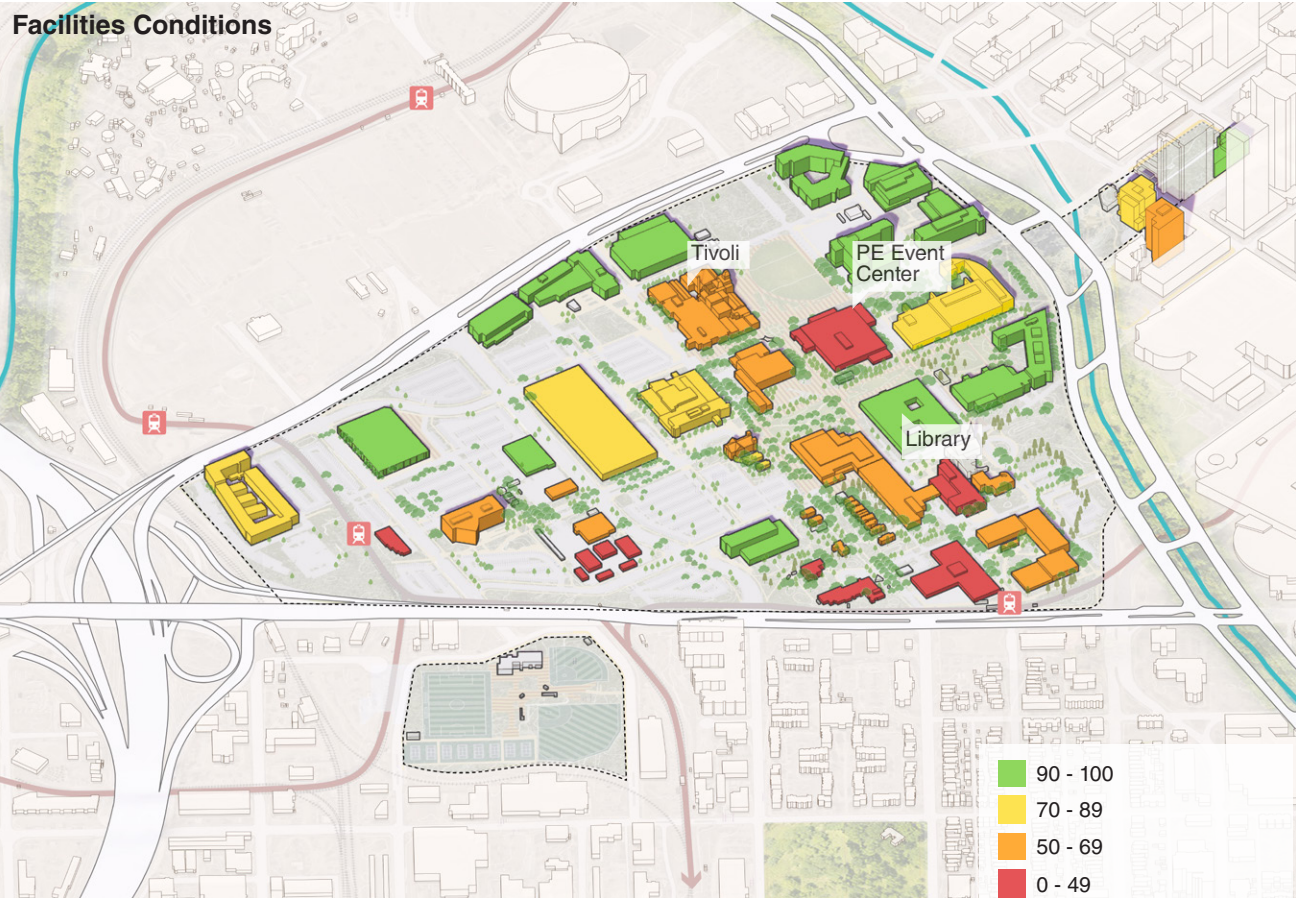 Facilities Conditions
Tivoli
PE Event
Center
Library
90 - 100
70 - 89
50 - 69
0 - 49